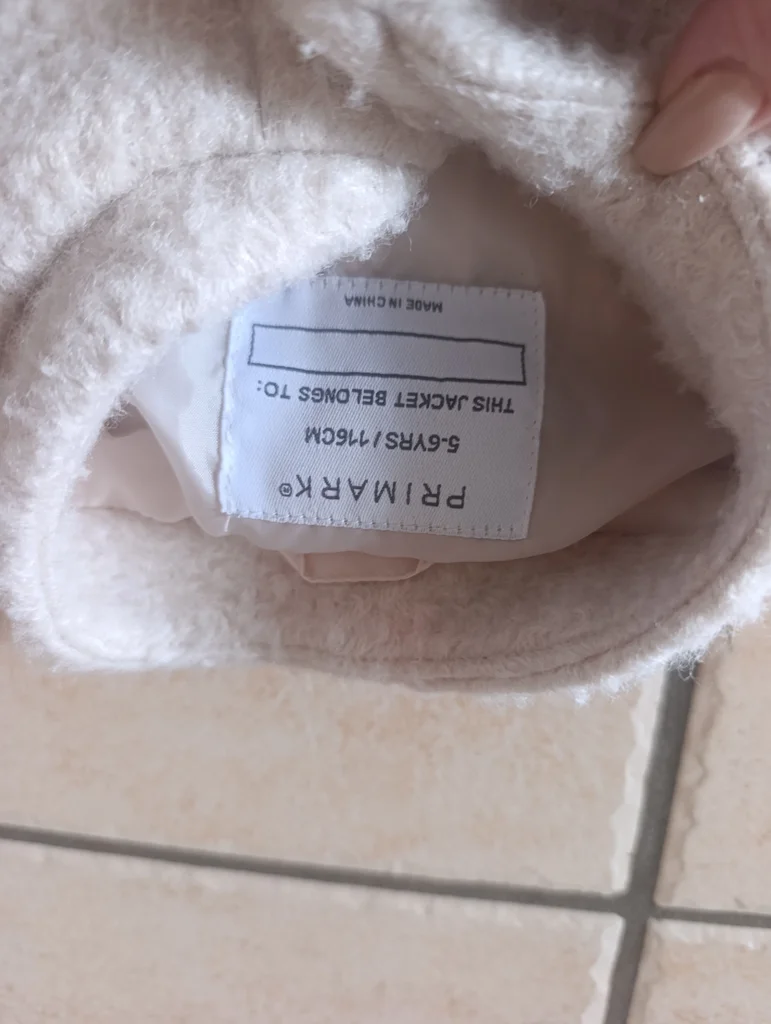 PRIMARK®
5-6YRS / 116CM
THIS JACKET BELONGS TO:
MADE IN CHINA